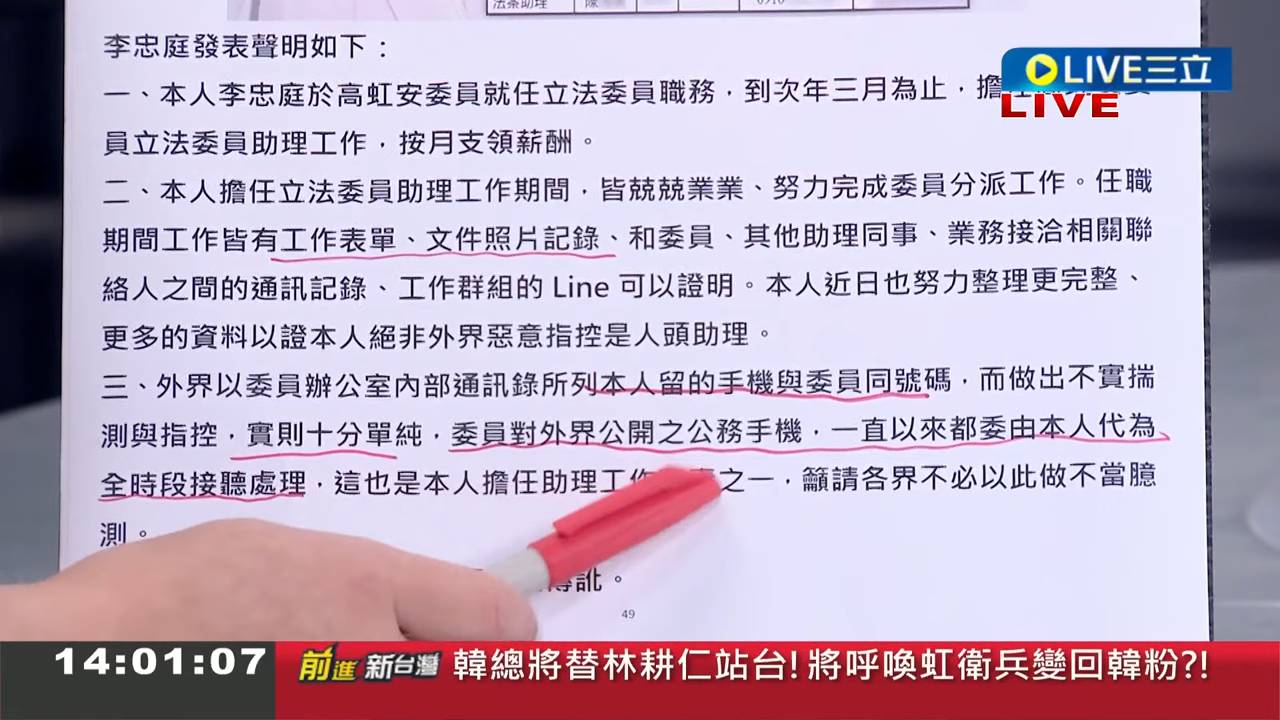 法案助理 陳 0910
李忠庭發表聲明如下：
一、本人李忠庭於高虹安委員就任立法委員職務，到次年三月為止，擔
員立法委員助理工作，按月支領薪酬。
二、本人擔任立法委員助理工作期間，皆兢兢業業、努力完成委員分派工作。任職
期間工作皆有工作表單、文件照片記錄、和委員、其他助理同事、業務接洽相關聯
絡人之間的通訊記錄、工作群組的 Line 可以證明。本人近日也努力整理更完整、
更多的資料以證本人絕非外界惡意指控是人頭助理。
三、外界以委員辦公室內部通訊錄所列本人留的手機與委員同號碼，而做出不實揣
測與指控，實則十分單純，委員對外界公開之公務手機，一直以來都委由本人代為
全時段接聽處理，這也是本人擔任助理工作之一，籲請各界不必以此做不當臆
測。
訛。
49
LIVE三立
LIVE
14:01:07
前進新台灣
韓總將替林耕仁站台!將呼喚虹衛兵變回韓粉?!